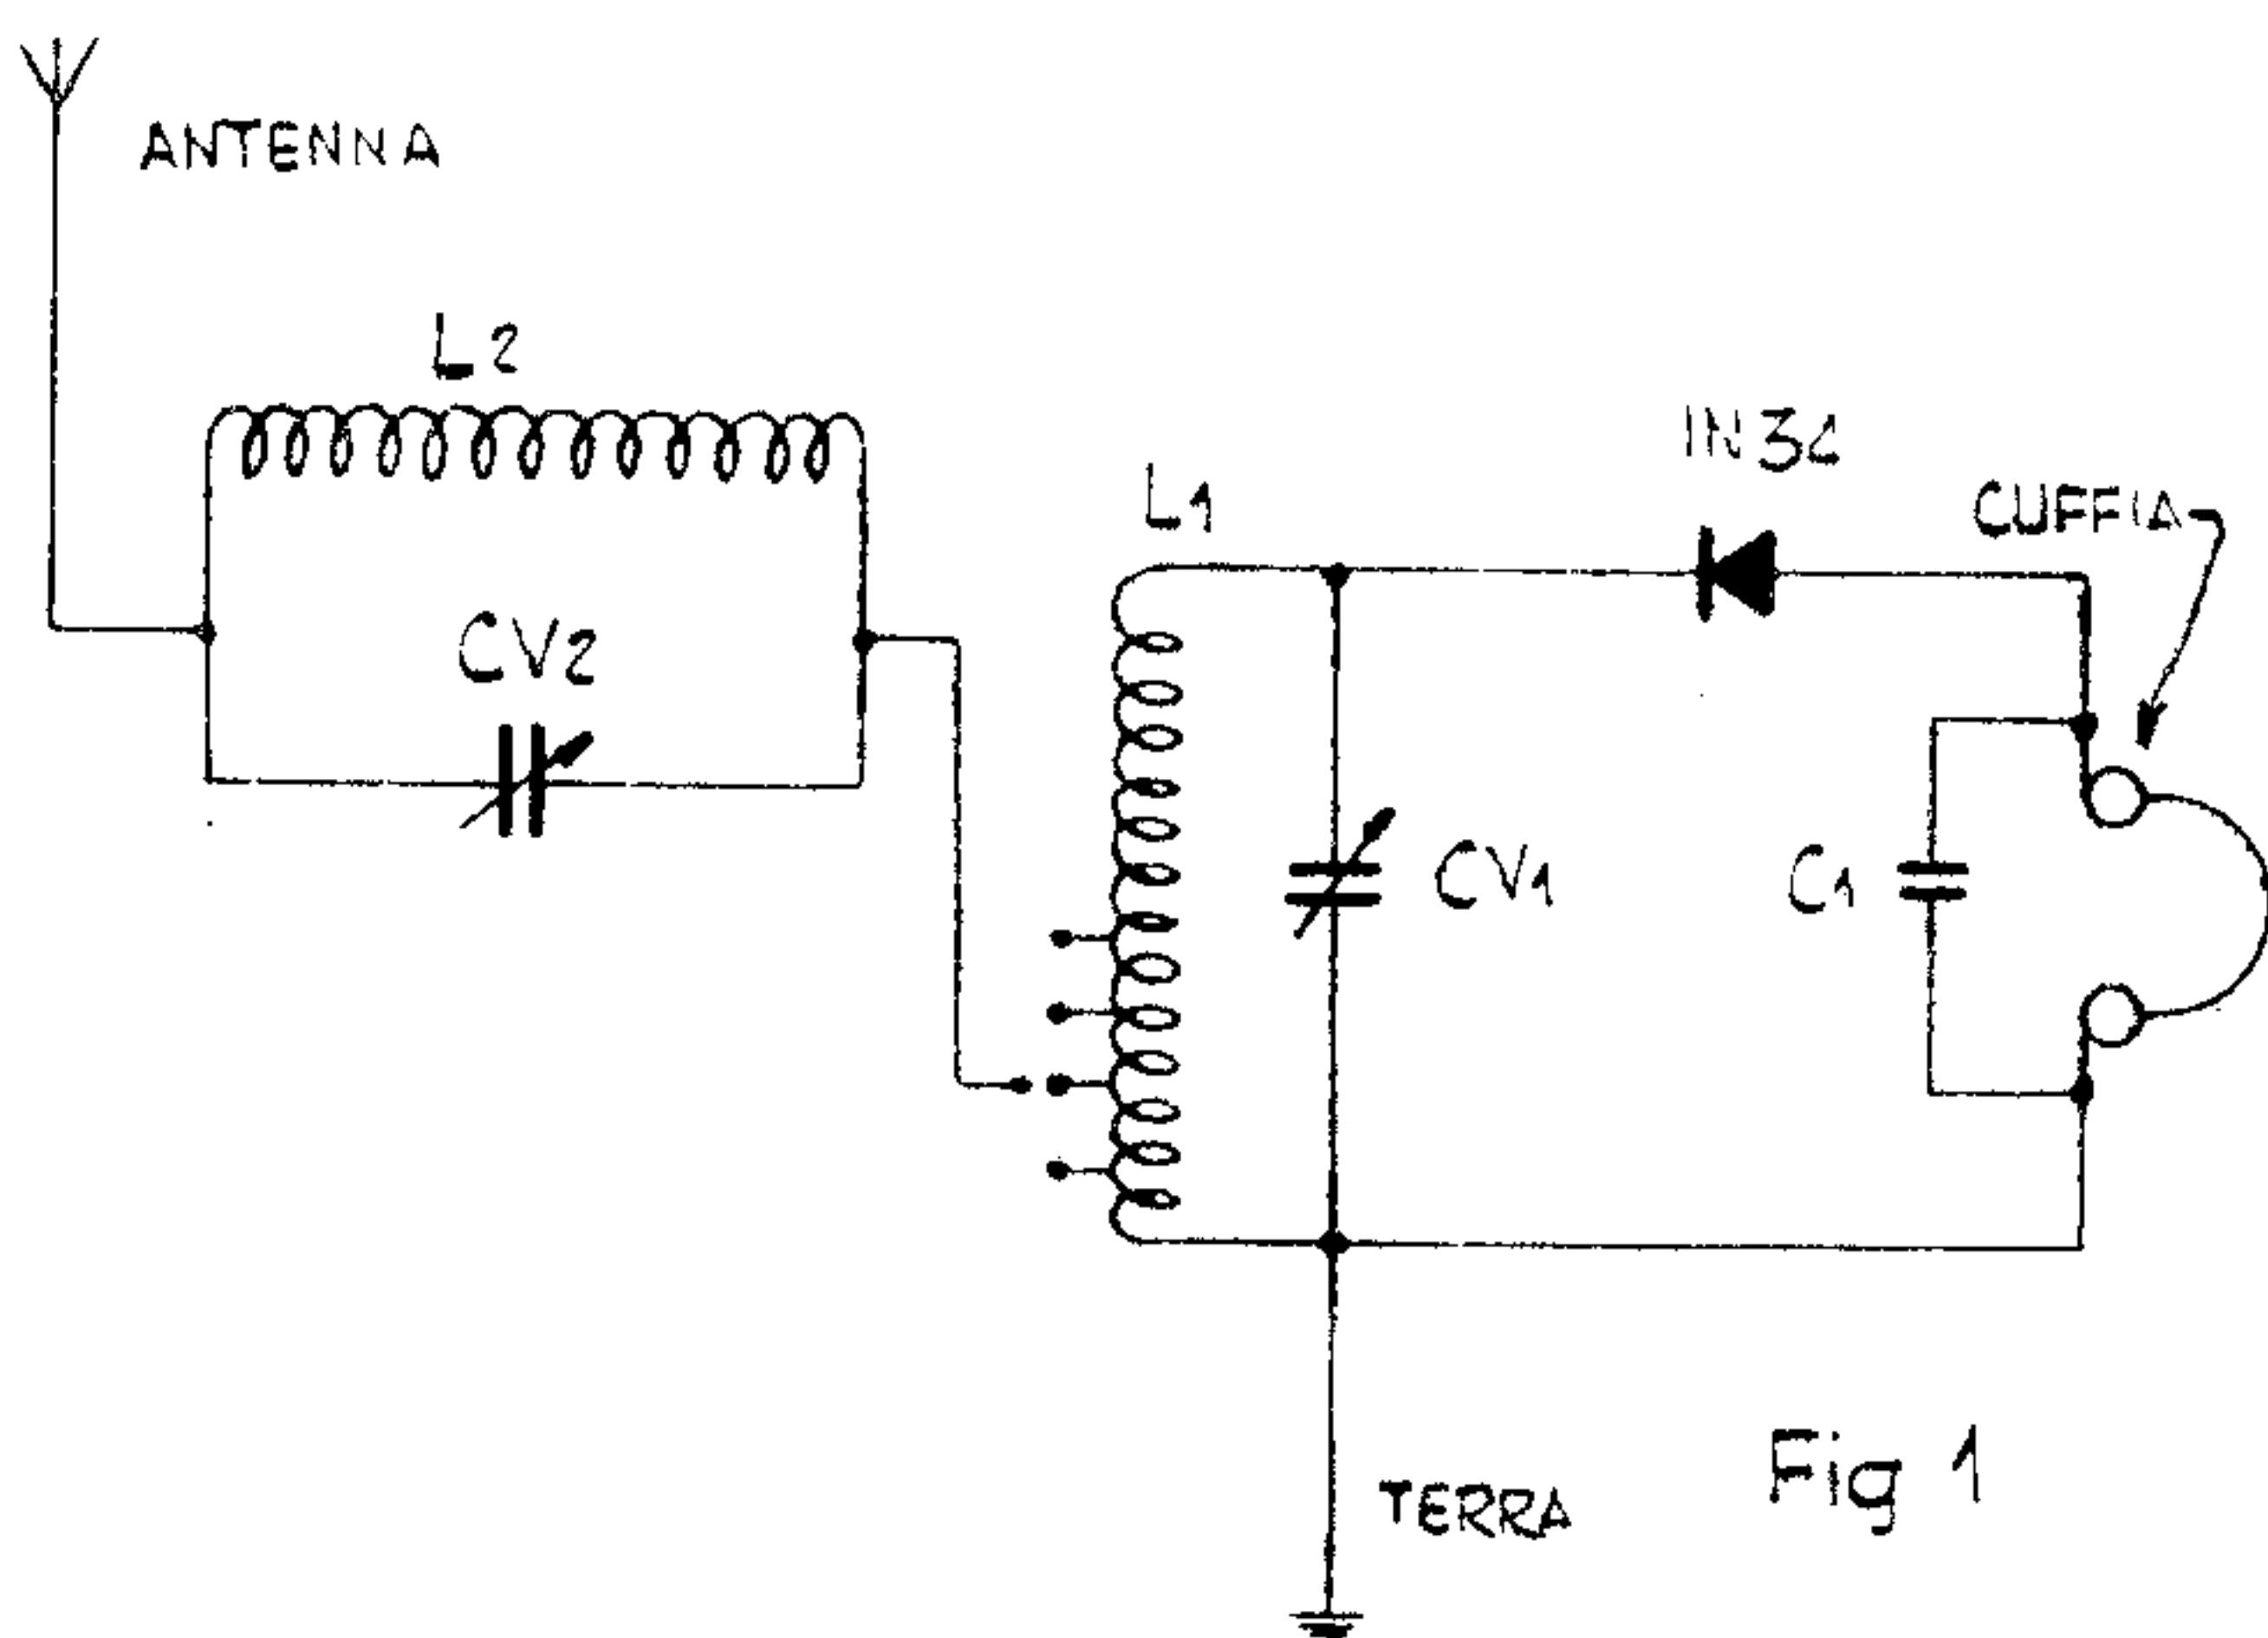 ANTENNA
L2
CV2
L1
IN34
CUFFIA
CV1
C1
TERRA
Fig 1